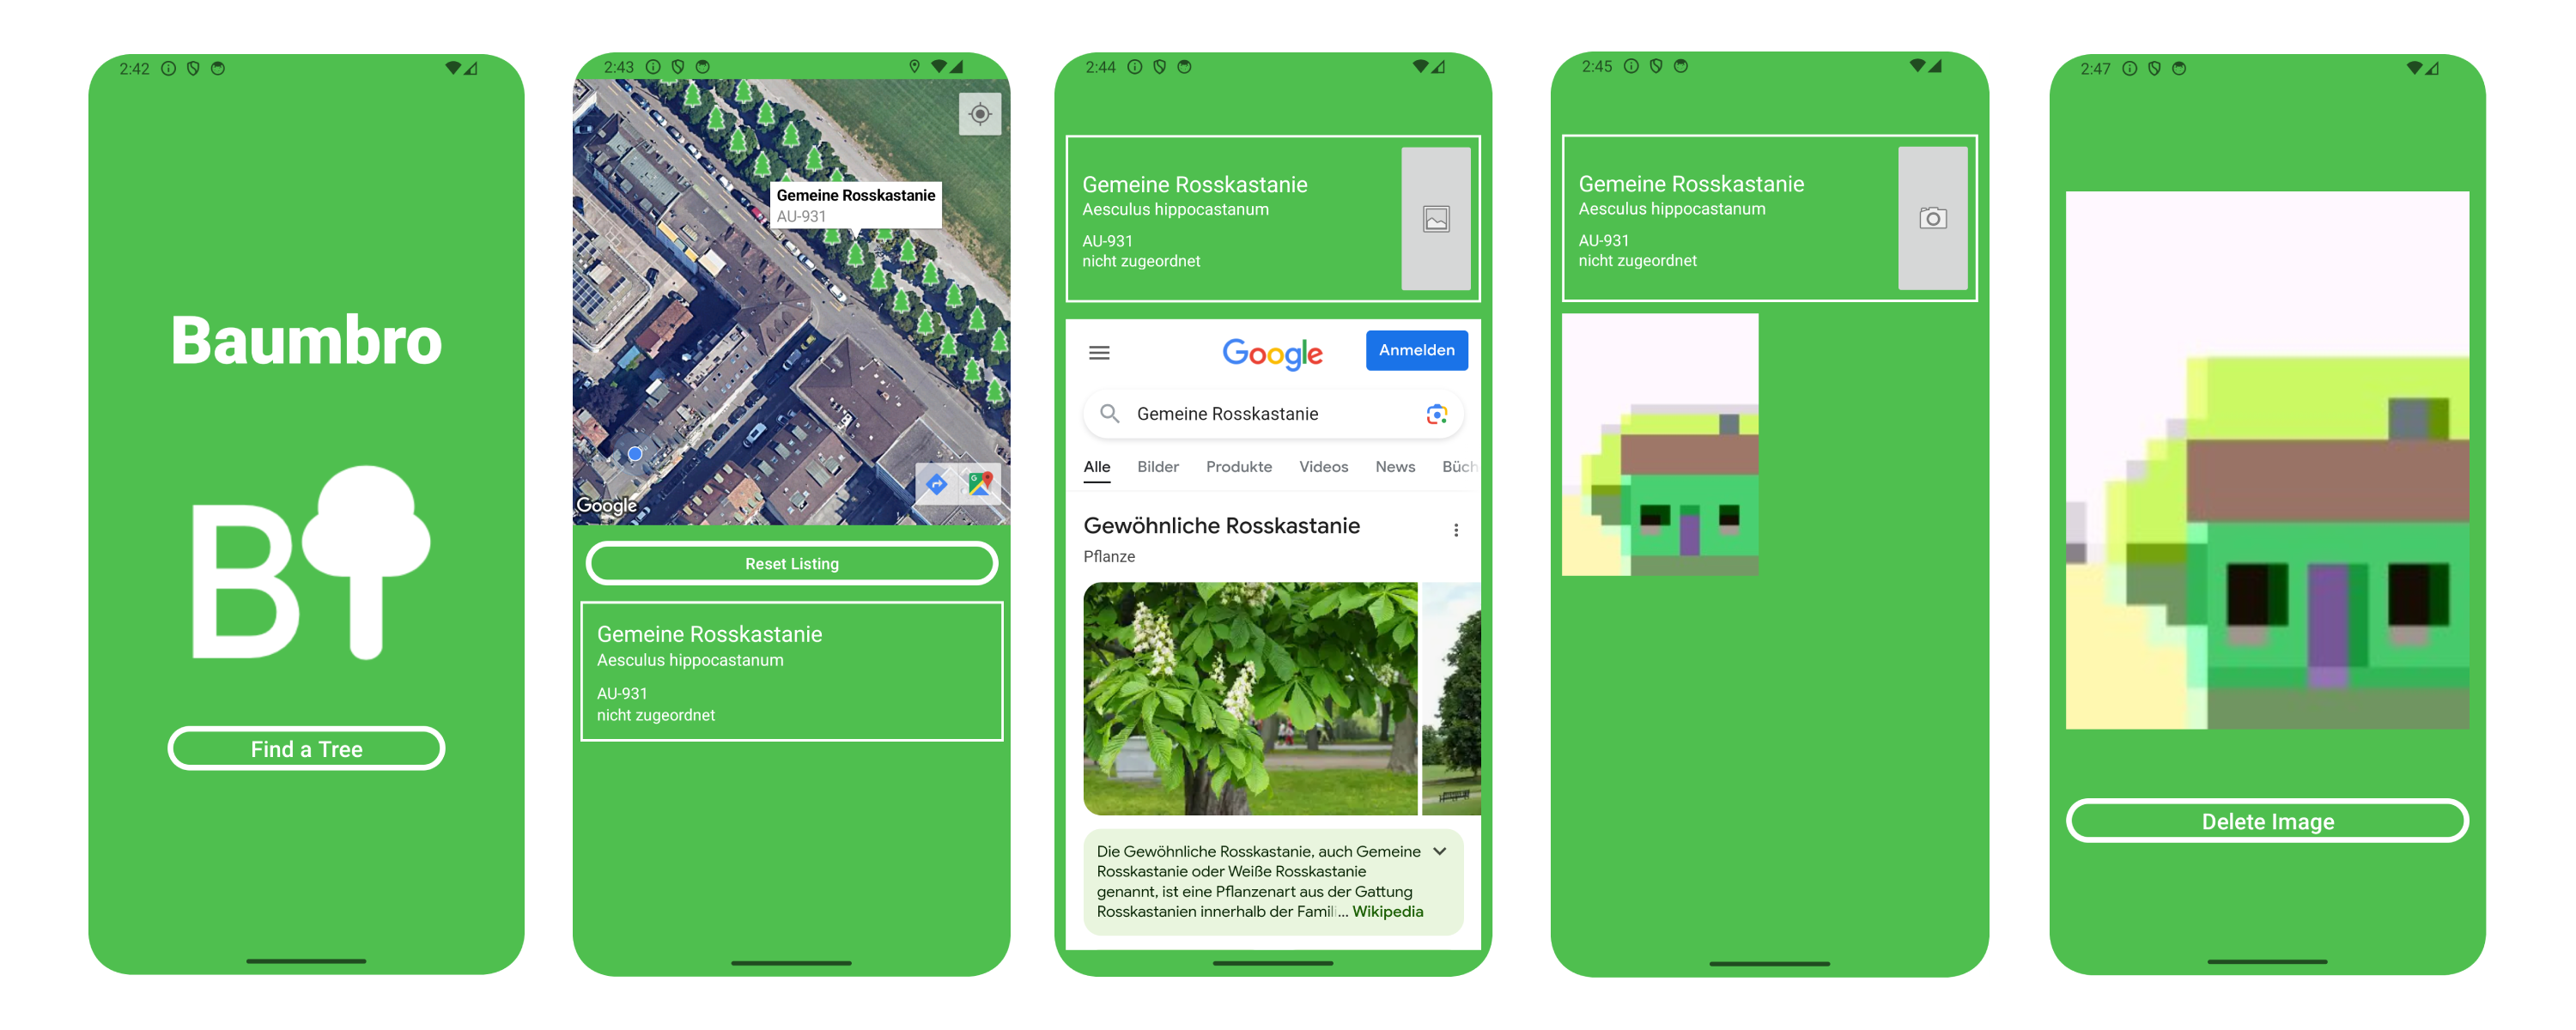 2:42
Baumbro
B
Find a Tree
2:43
Gemeine Rosskastanie
AU-931
Google
Reset Listing
Gemeine Rosskastanie
Aesculus hippocastanum
AU-931
nicht zugeordnet
2:44
Gemeine Rosskastanie
Aesculus hippocastanum
AU-931
nicht zugeordnet
Google
Anmelden
Gemeine Rosskastanie
Alle Bilder Produkte Videos News Büch
Gewöhnliche Rosskastanie
Pflanze
Die Gewöhnliche Rosskastanie, auch Gemeine
Rosskastanie oder Weiße Rosskastanie
genannt, ist eine Pflanzenart aus der Gattung
Rosskastanien innerhalb der Famili... Wikipedia
2:45
Gemeine Rosskastanie
Aesculus hippocastanum
AU-931
nicht zugeordnet
2:47
Delete Image